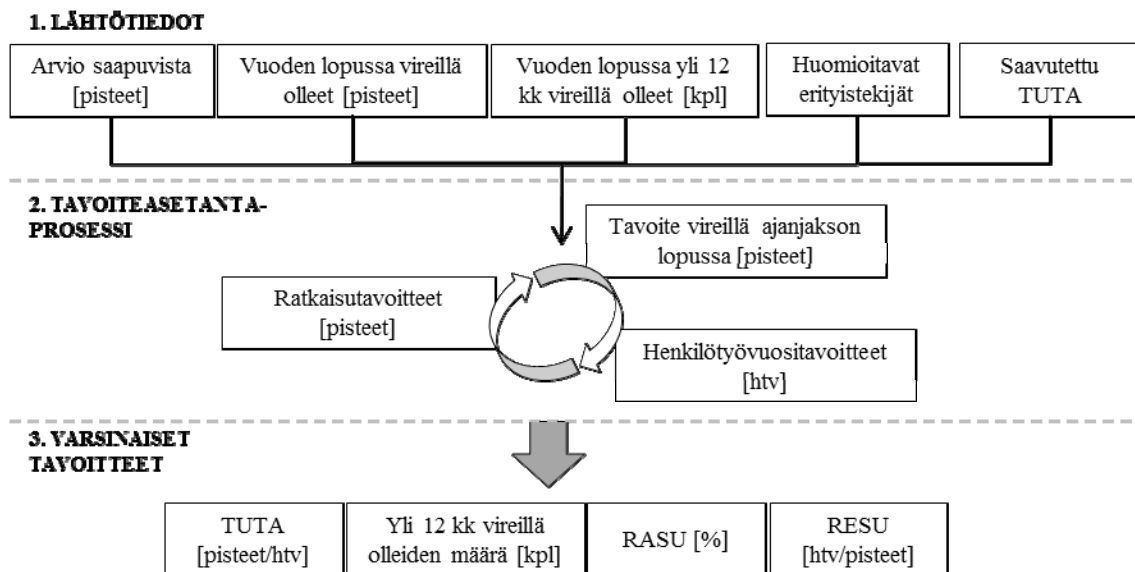 1. LÄHTÖTIEDOT
Arvio saapuvista
[pisteet]
Vuoden lopussa vireillä
olleet [pisteet]
Vuoden lopussa yli 12
kk vireillä olleet [kpl]
Huomioitavat
erityistekijät
Saavutettu
TUTA
2. TAVOITEASETANTA-
PROSESSI
Tavoite vireillä ajanjakson
lopussa [pisteet]
Ratkaisutavoitteet
[pisteet]
Henkilötyövuositavoitteet
[htv]
3. VARSINAISET
TAVOITTEET
TUTA
[pisteet/htv]
Yli 12 kk vireillä
olleiden määrä [kpl]
RASU [%]
RESU
[htv/pisteet]